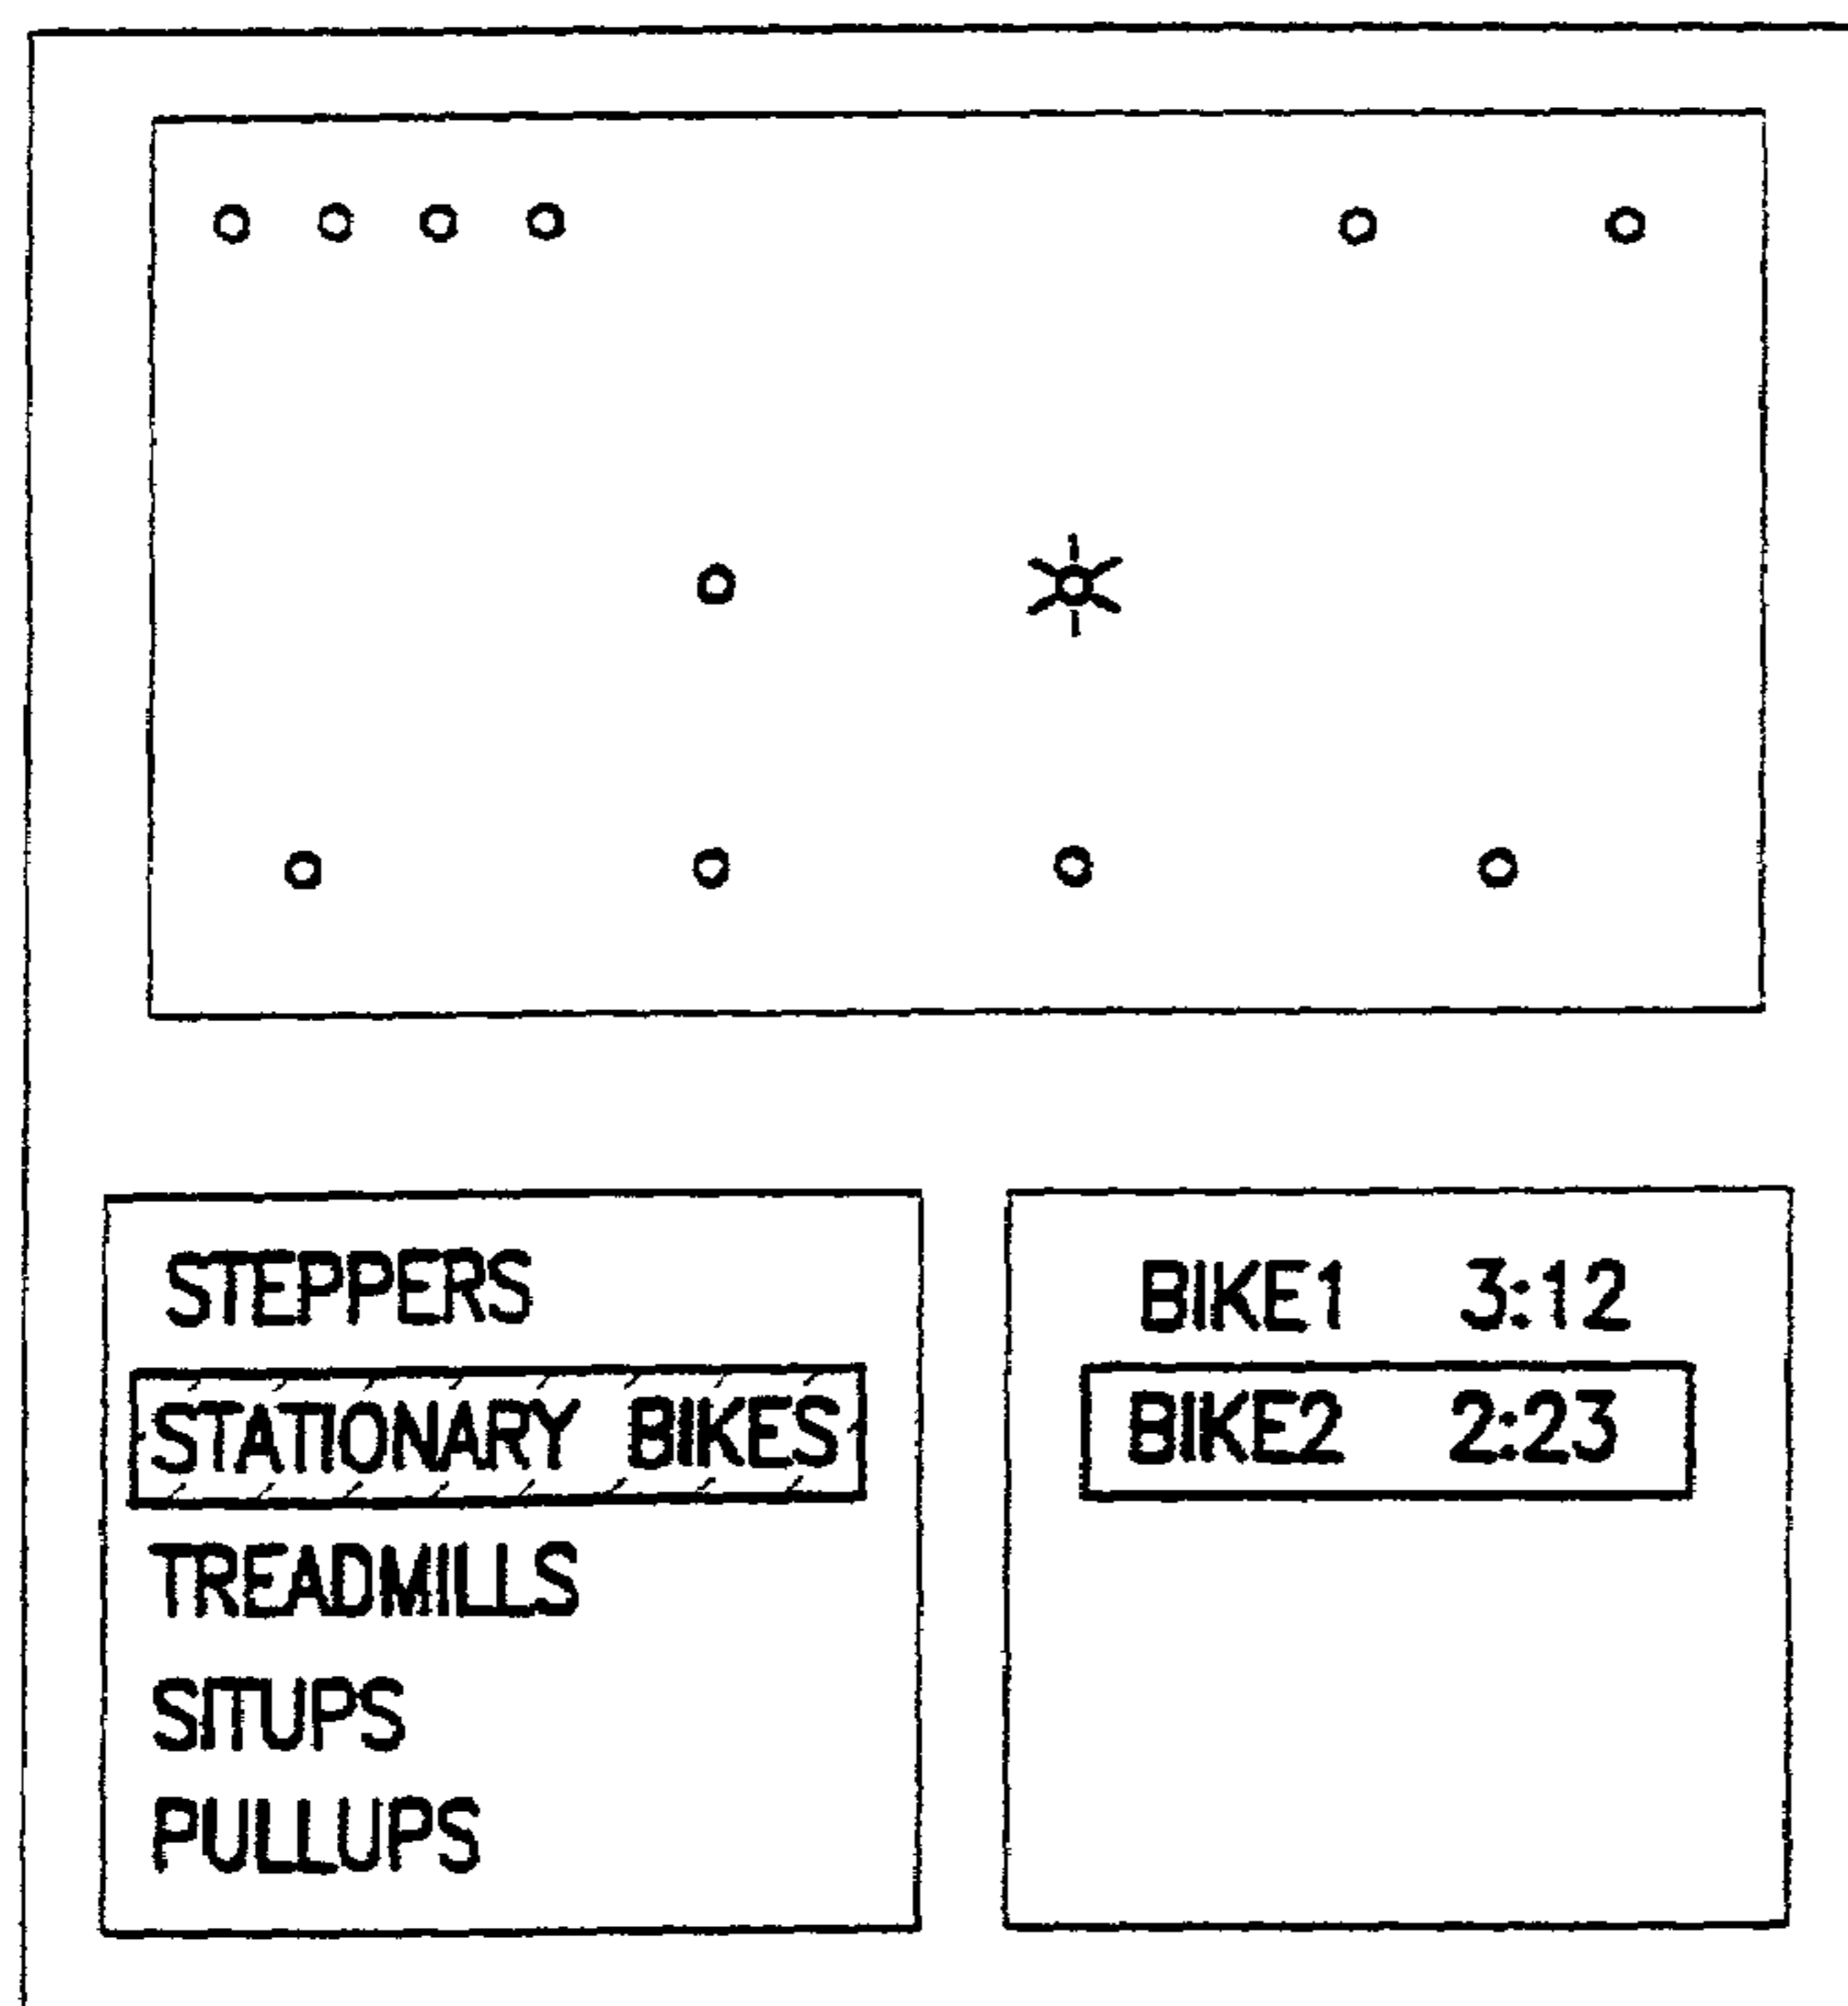 STEPPERS
STATIONARY BIKES
TREADMILLS
SITUPS
PULLUPS
BIKE1 3:12
BIKE2 2:23